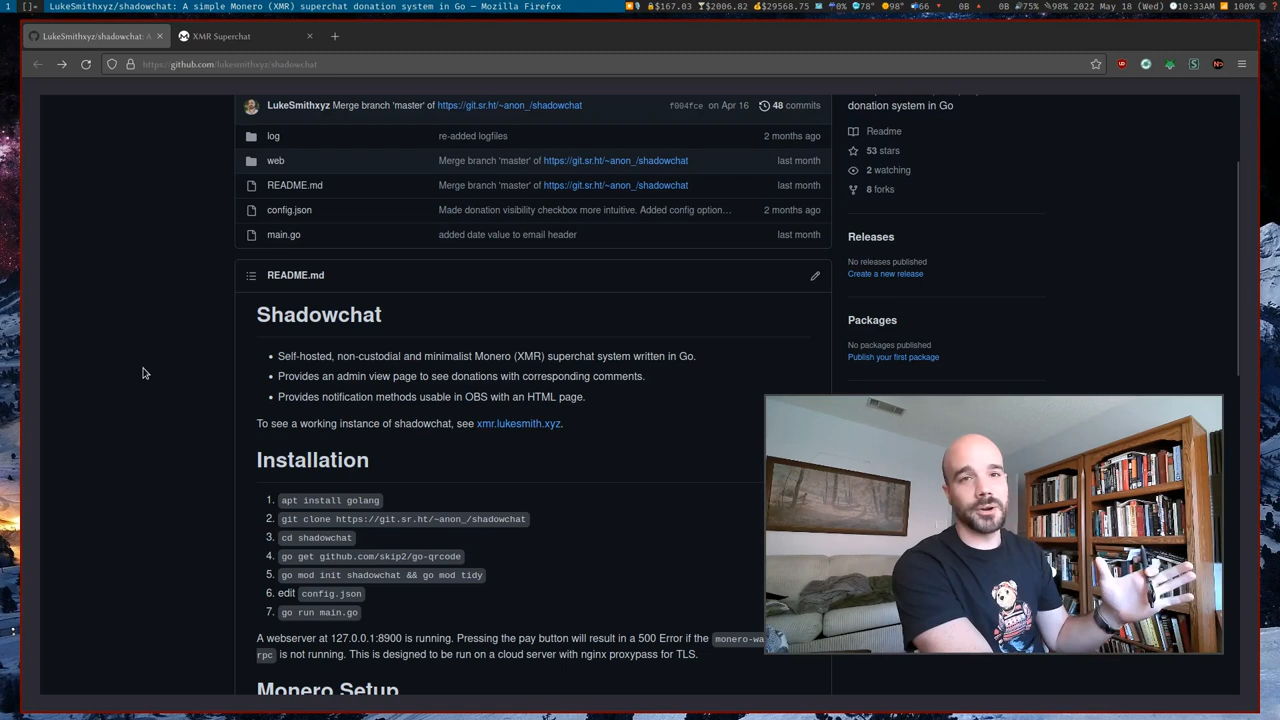 1 []= LukeSmithxyz/shadowchat: A simple Monero (XMR) superchat donation system in Go — Mozilla Firefox $167.03 $2006.82 $29568.75 0% 78° 98° 66 0B 0B 75% 98% 2022 May 18 (Wed) 10:33AM 100%
LukeSmithxyz/shadowchat: A XMR Superchat
https://github.com/lukesmithxyz/shadowchat
LukeSmithxyz Merge branch 'master' of https://git.sr.ht/~anon_/shadowchat f004fce on Apr 16 48 commits
log re-added logfiles 2 months ago
web Merge branch 'master' of https://git.sr.ht/~anon_/shadowchat last month
README.md Merge branch 'master' of https://git.sr.ht/~anon_/shadowchat last month
config.json Made donation visibility checkbox more intuitive. Added config option… 2 months ago
main.go added date value to email header last month
README.md
Shadowchat
• Self-hosted, non-custodial and minimalist Monero (XMR) superchat system written in Go.
• Provides an admin view page to see donations with corresponding comments.
• Provides notification methods usable in OBS with an HTML page.
To see a working instance of shadowchat, see xmr.lukesmith.xyz.
Installation
1. apt install golang
2. git clone https://git.sr.ht/~anon_/shadowchat
3. cd shadowchat
4. go get github.com/skip2/go-qrcode
5. go mod init shadowchat && go mod tidy
6. edit config.json
7. go run main.go
A webserver at 127.0.0.1:8900 is running. Pressing the pay button will result in a 500 Error if the monero-wa
rpc is not running. This is designed to be run on a cloud server with nginx proxypass for TLS.
Monero Setup
donation system in Go
Readme
53 stars
2 watching
8 forks
Releases
No releases published
Create a new release
Packages
No packages published
Publish your first package